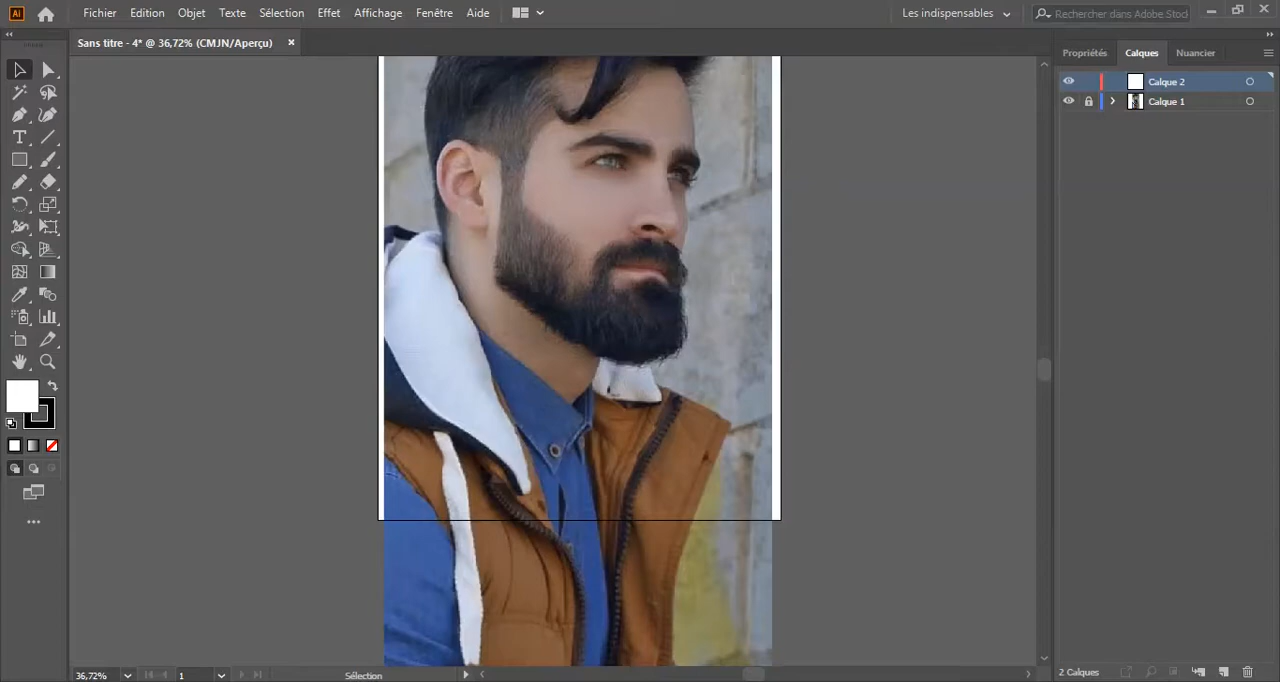 Ai Fichier Edition Objet Texte Sélection Effet Affichage Fenêtre Aide Les indispensables Rechercher dans Adobe Stock
Sans titre - 4* @ 36,72% (CMJN/Aperçu) ×
Propriétés Calques Nuancier
Calque 2
Calque 1
36,72% 1 Sélection 2 Calques